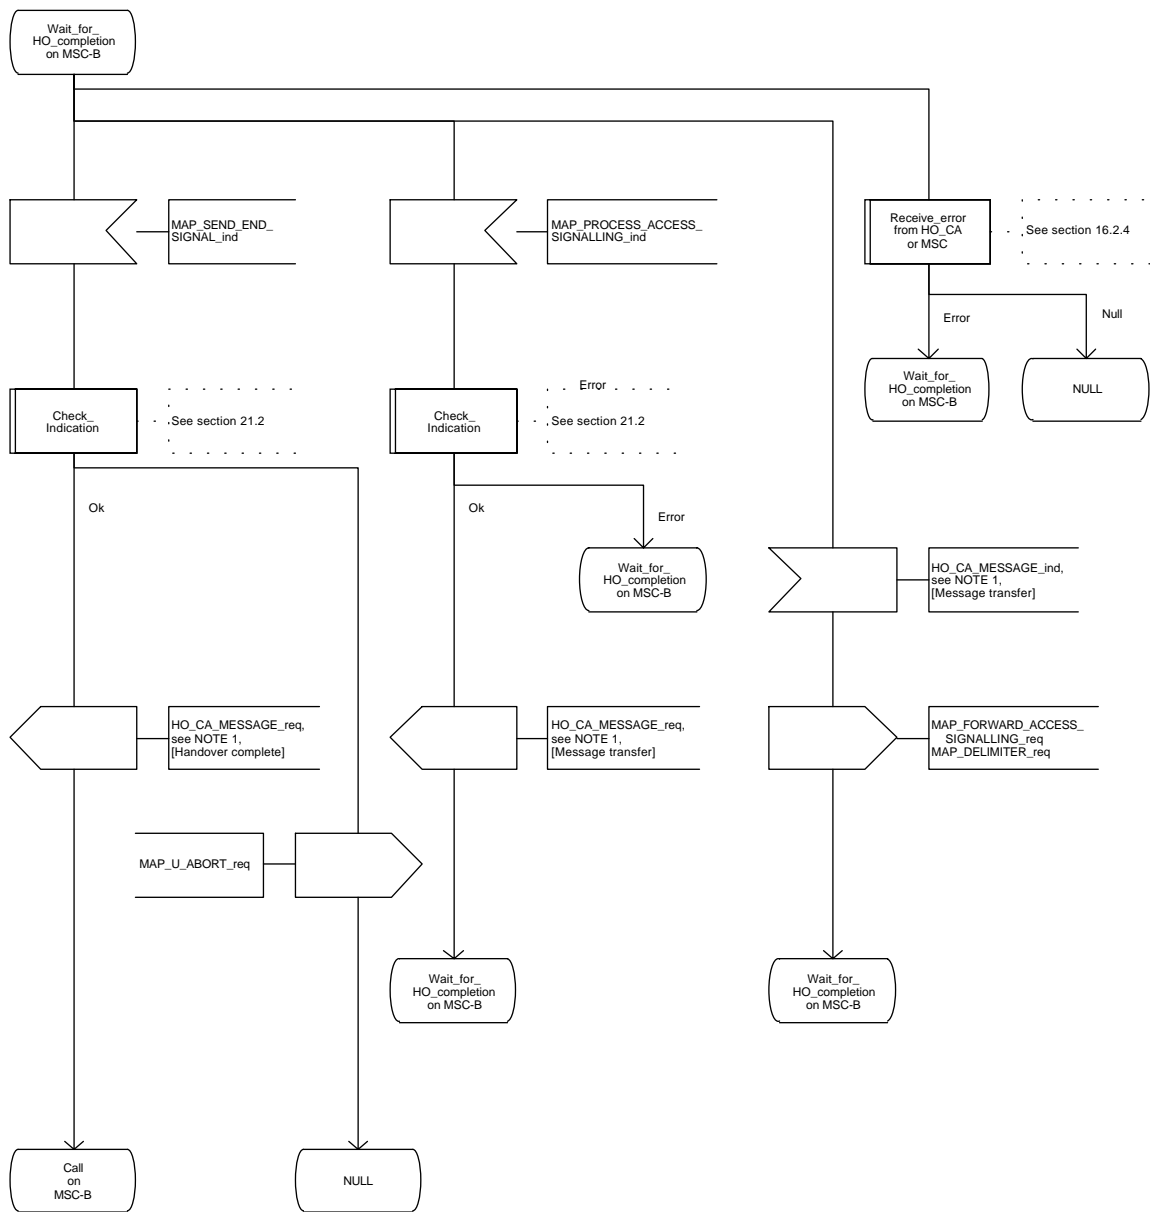 Wait_for_
HO_completion
on MSC-B
MAP_SEND_END_
SIGNAL_ind
MAP_PROCESS_ACCESS_
SIGNALLING_ind
Receive_error
from HO_CA
or MSC
See section 16.2.4
Error
Null
Wait_for_
HO_completion
on MSC-B
NULL
Check_
Indication
See section 21.2
Error
Check_
Indication
See section 21.2
Ok
Ok
Error
Wait_for_
HO_completion
on MSC-B
HO_CA_MESSAGE_ind,
see NOTE 1,
[Message transfer]
HO_CA_MESSAGE_req,
see NOTE 1,
[Handover complete]
HO_CA_MESSAGE_req,
see NOTE 1,
[Message transfer]
MAP_FORWARD_ACCESS_
SIGNALLING_req
MAP_DELIMITER_req
MAP_U_ABORT_req
Wait_for_
HO_completion
on MSC-B
Wait_for_
HO_completion
on MSC-B
Call
on
MSC-B
NULL